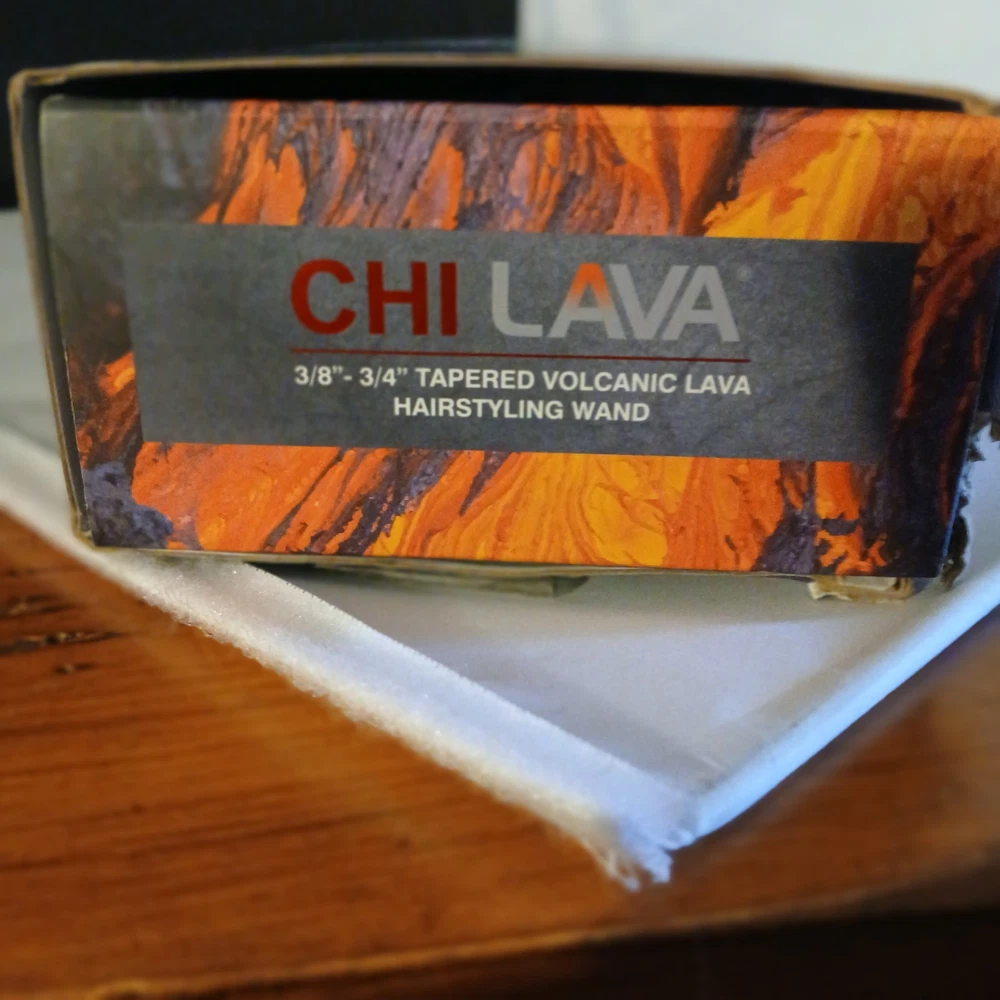 CHI LAVA®
3/8”- 3/4” TAPERED VOLCANIC LAVA
HAIRSTYLING WAND